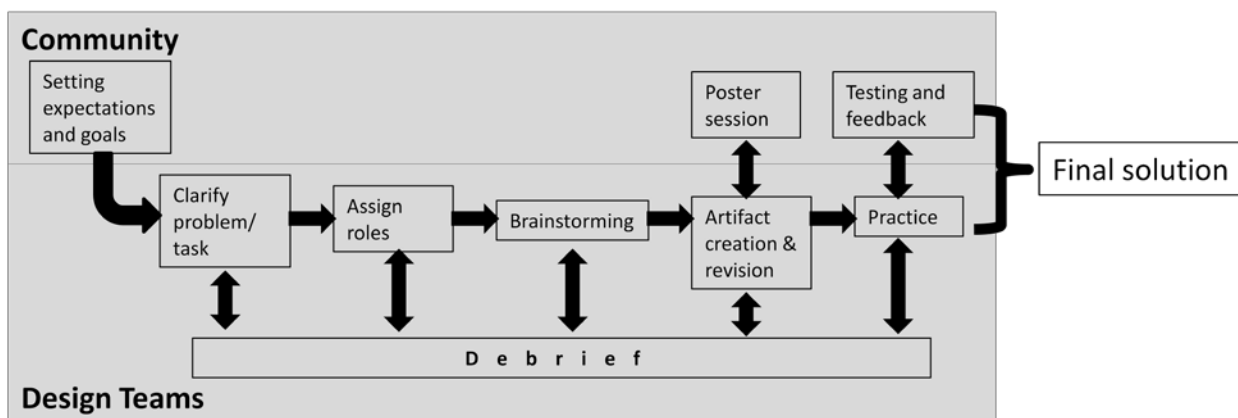 Community
Setting
expectations
and goals
Poster
session
Testing and
feedback
Final solution
Clarify
problem/
task
Assign
roles
Brainstorming
Artifact
creation &
revision
Practice
D e b r i e f
Design Teams